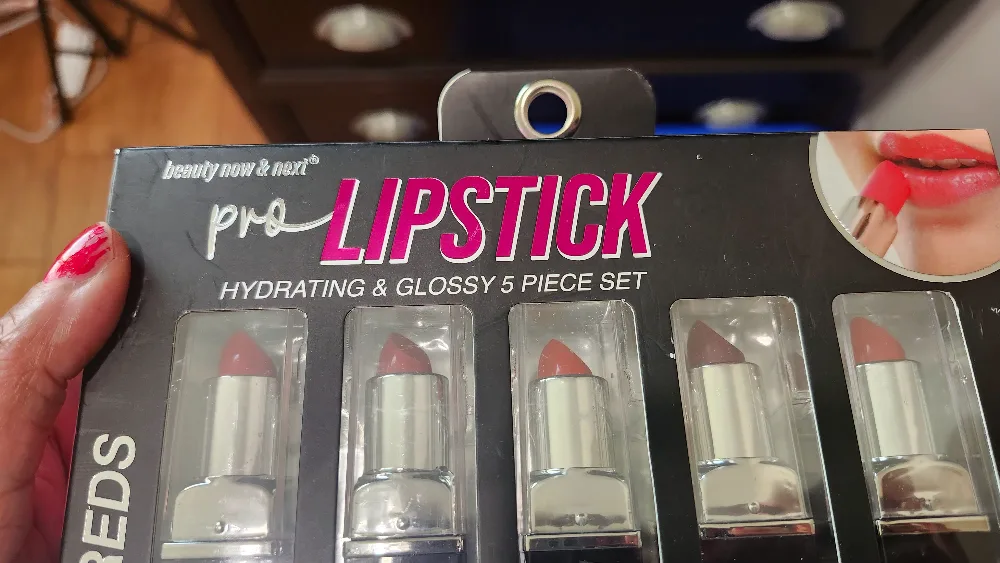 beauty now & next®
pro LIPSTICK
HYDRATING & GLOSSY 5 PIECE SET
REDS